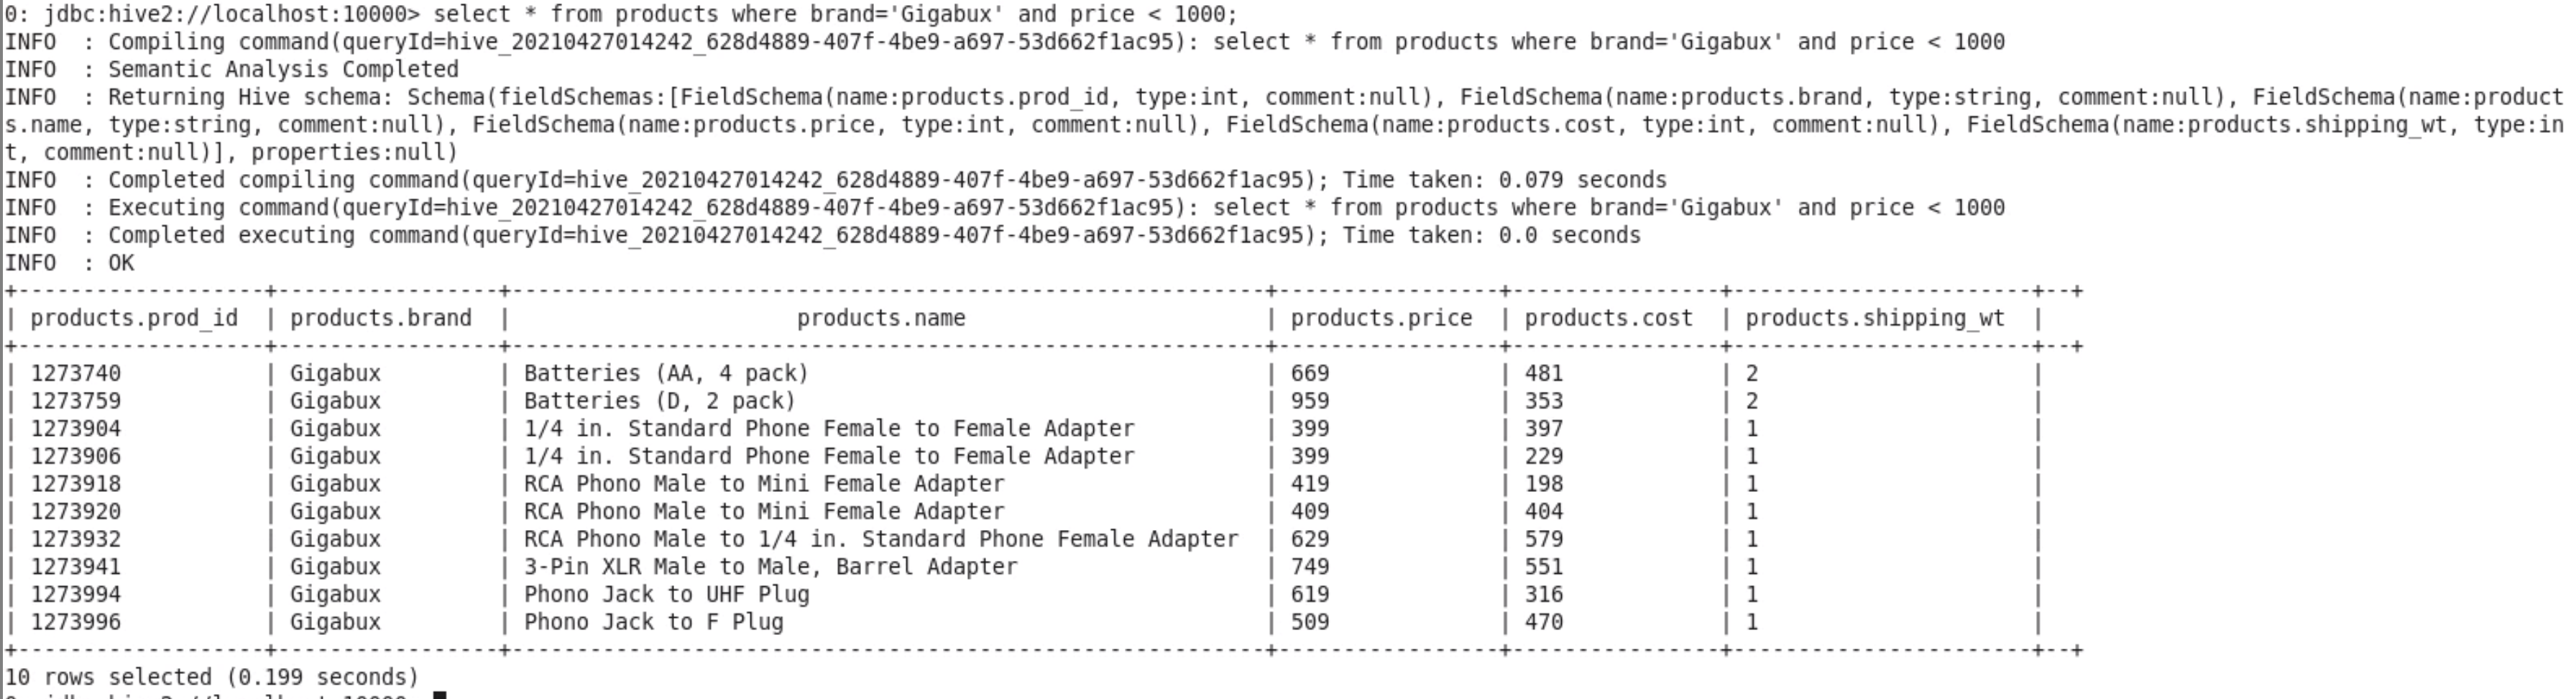 0: jdbc:hive2://localhost:10000> select * from products where brand='Gigabux' and price < 1000;
INFO  : Compiling command(queryId=hive_20210427014242_628d4889-407f-4be9-a697-53d662f1ac95): select * from products where brand='Gigabux' and price < 1000
INFO  : Semantic Analysis Completed
INFO  : Returning Hive schema: Schema(fieldSchemas:[FieldSchema(name:products.prod_id, type:int, comment:null), FieldSchema(name:products.brand, type:string, comment:null), FieldSchema(name:product
s.name, type:string, comment:null), FieldSchema(name:products.price, type:int, comment:null), FieldSchema(name:products.cost, type:int, comment:null), FieldSchema(name:products.shipping_wt, type:in
t, comment:null)], properties:null)
INFO  : Completed compiling command(queryId=hive_20210427014242_628d4889-407f-4be9-a697-53d662f1ac95); Time taken: 0.079 seconds
INFO  : Executing command(queryId=hive_20210427014242_628d4889-407f-4be9-a697-53d662f1ac95): select * from products where brand='Gigabux' and price < 1000
INFO  : Completed executing command(queryId=hive_20210427014242_628d4889-407f-4be9-a697-53d662f1ac95); Time taken: 0.0 seconds
INFO  : OK
+--------------------+-----------------+-----------------------------------------------------------+-----------------+----------------+-----------------------+--+
| products.prod_id  | products.brand  |                      products.name                       | products.price  | products.cost  | products.shipping_wt  |
+--------------------+-----------------+-----------------------------------------------------------+-----------------+----------------+-----------------------+--+
| 1273740 | Gigabux | Batteries (AA, 4 pack) | 669 | 481 | 2 |
| 1273759 | Gigabux | Batteries (D, 2 pack) | 959 | 353 | 2 |
| 1273904 | Gigabux | 1/4 in. Standard Phone Female to Female Adapter | 399 | 397 | 1 |
| 1273906 | Gigabux | 1/4 in. Standard Phone Female to Female Adapter | 399 | 229 | 1 |
| 1273918 | Gigabux | RCA Phono Male to Mini Female Adapter | 419 | 198 | 1 |
| 1273920 | Gigabux | RCA Phono Male to Mini Female Adapter | 409 | 404 | 1 |
| 1273932 | Gigabux | RCA Phono Male to 1/4 in. Standard Phone Female Adapter | 629 | 579 | 1 |
| 1273941 | Gigabux | 3-Pin XLR Male to Male, Barrel Adapter | 749 | 551 | 1 |
| 1273994 | Gigabux | Phono Jack to UHF Plug | 619 | 316 | 1 |
| 1273996 | Gigabux | Phono Jack to F Plug | 509 | 470 | 1 |
+--------------------+-----------------+-----------------------------------------------------------+-----------------+----------------+-----------------------+--+
10 rows selected (0.199 seconds)